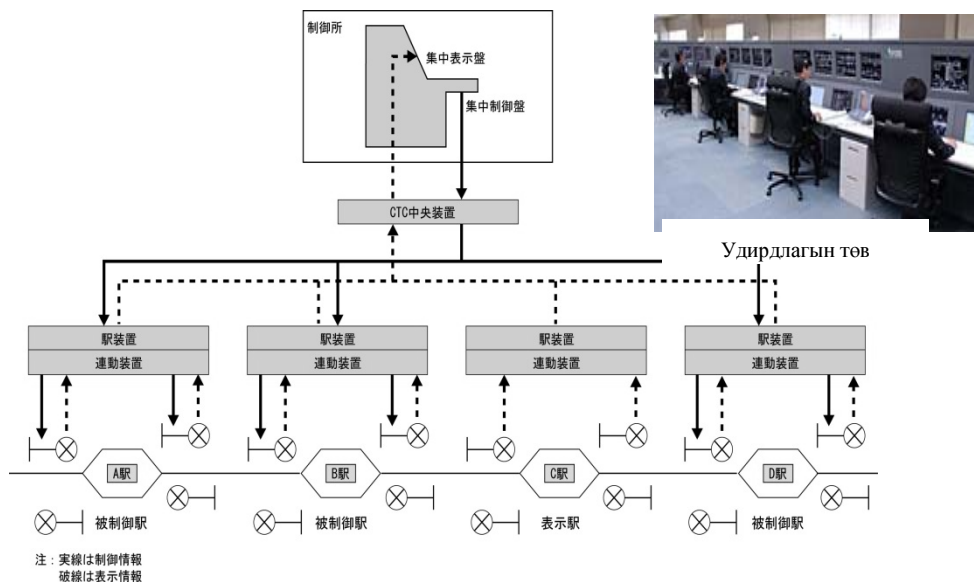 制御所
集中表示盤
集中制御盤
CTC中央装置
Удирдлагын төв
駅装置
連動装置
駅装置
連動装置
駅装置
連動装置
駅装置
連動装置
A駅
B駅
C駅
D駅
被制御駅
被制御駅
表示駅
被制御駅
注：実線は制御情報
破線は表示情報